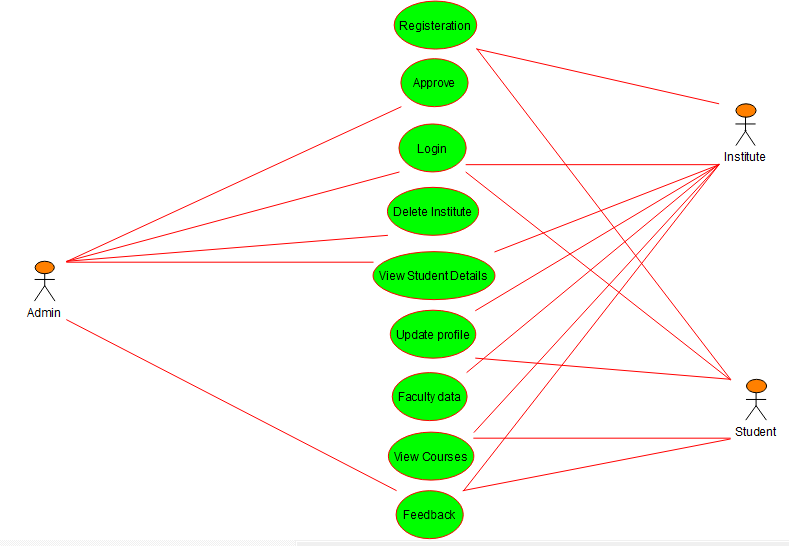 Registeration
Approve
Login
Delete Institute
View Student Details
Update profile
Faculty data
View Courses
Feedback
Admin
Institute
Student